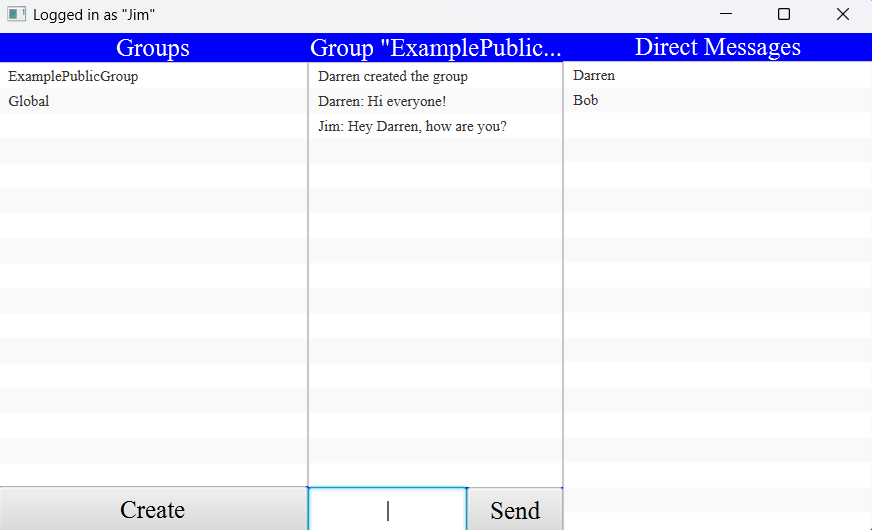 Logged in as "Jim"
Groups
ExamplePublicGroup
Global
Create
Group "ExamplePublic...
Darren created the group
Darren: Hi everyone!
Jim: Hey Darren, how are you?
Send
Direct Messages
Darren
Bob